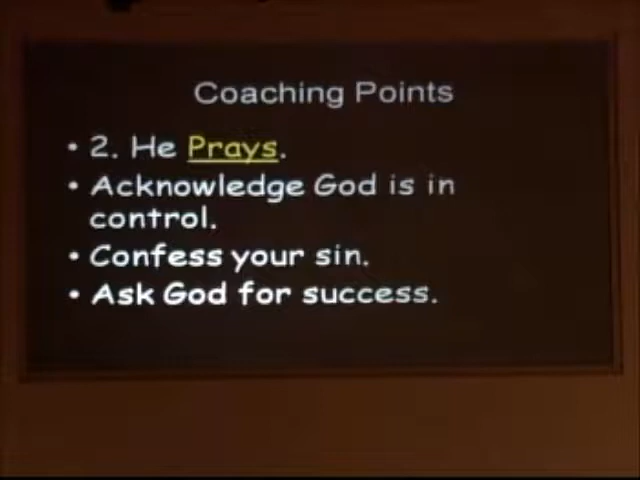 Coaching Points
• 2. He Prays.
• Acknowledge God is in
control.
• Confess your sin.
• Ask God for success.